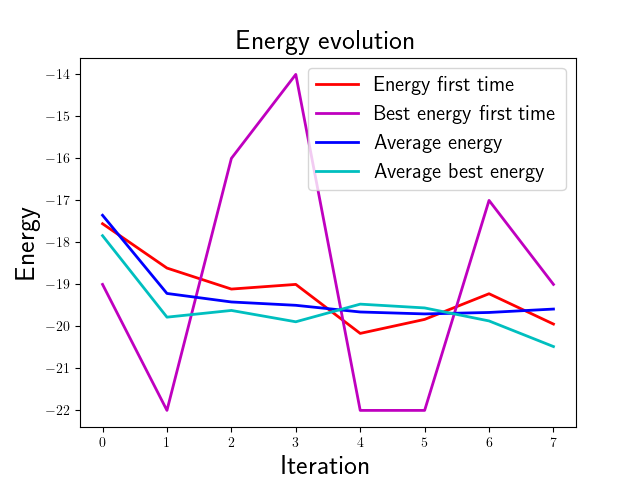 Energy evolution
Energy first time
Best energy first time
Average energy
Average best energy
−14
−15
−16
−17
−18
−19
−20
−21
−22
Energy
0 1 2 3 4 5 6 7
Iteration